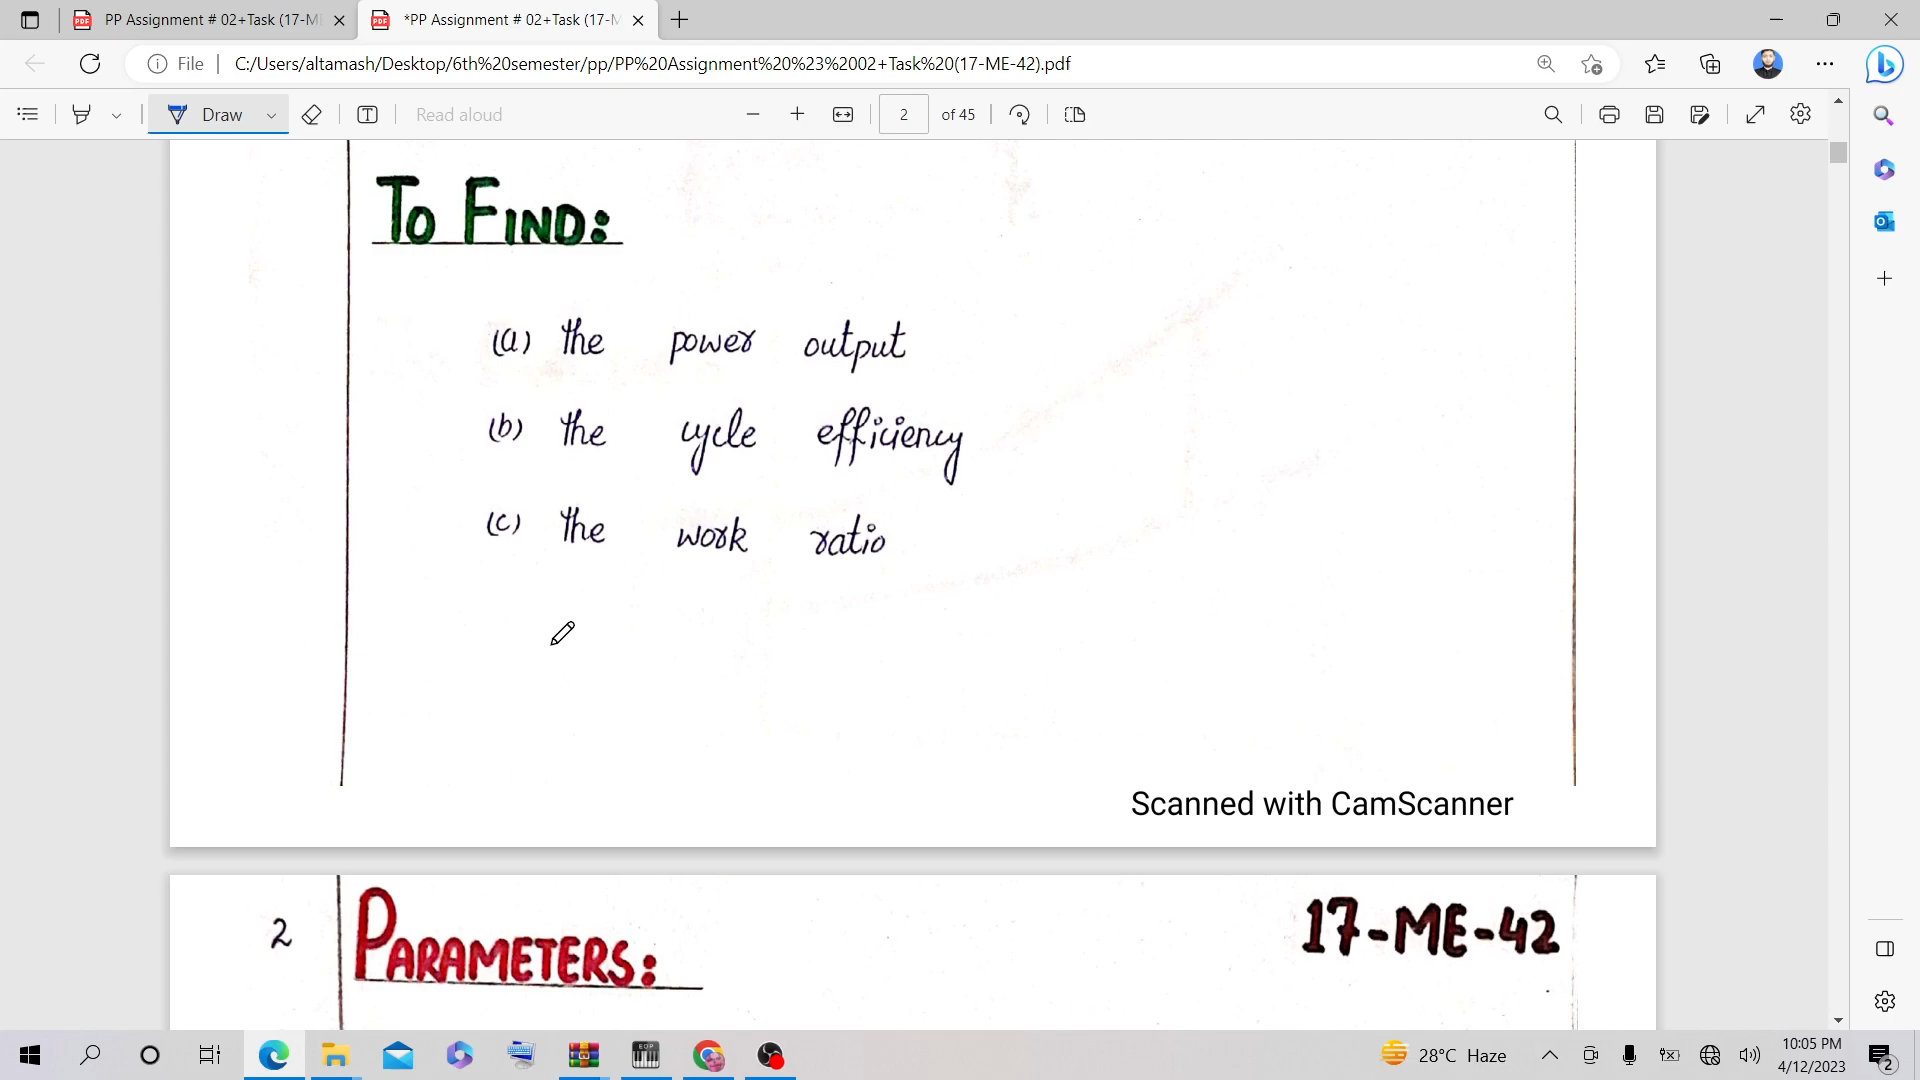 PP Assignment # 02+Task (17-ME
*PP Assignment # 02+Task (17-M
File
C:/Users/altamash/Desktop/6th%20semester/pp/PP%20Assignment%20%23%2002+Task%20(17-ME-42).pdf
Draw
Read aloud
2 of 45
To FIND:
(a) the power output
(b) the cycle efficiency
(c) the work ratio
Scanned with CamScanner
2
PARAMETERS:
17-ME-42
EOP
28°C Haze
10:05 PM
4/12/2023
2